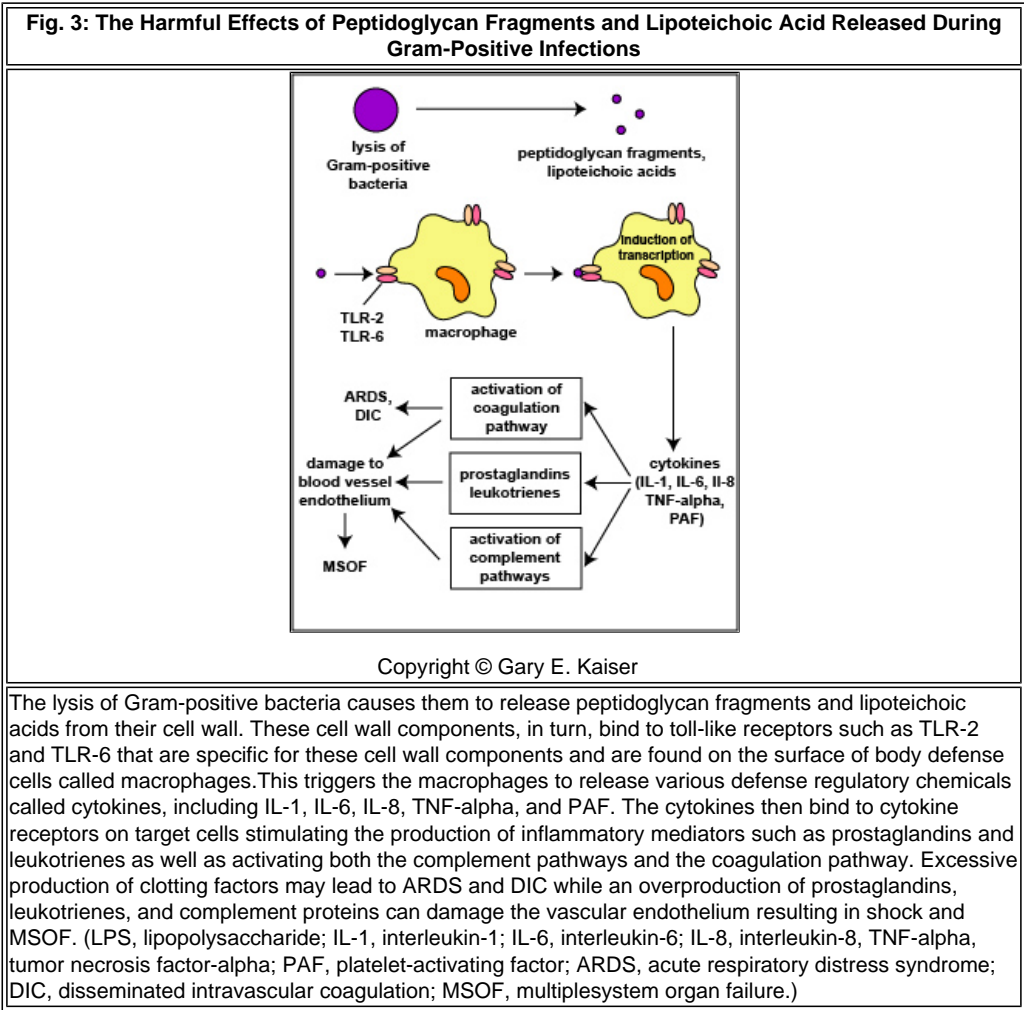 Fig. 3: The Harmful Effects of Peptidoglycan Fragments and Lipoteichoic Acid Released During
Gram-Positive Infections
lysis of
Gram-positive
bacteria
peptidoglycan fragments,
lipoteichoic acids
TLR-2
TLR-6
macrophage
induction of
transcription
ARDS,
DIC
activation of
coagulation
pathway
damage to
blood vessel
endothelium
prostaglandins
leukotrienes
cytokines
(IL-1, IL-6, Il-8
TNF-alpha,
PAF)
MSOF
activation of
complement
pathways
Copyright © Gary E. Kaiser
The lysis of Gram-positive bacteria causes them to release peptidoglycan fragments and lipoteichoic
acids from their cell wall. These cell wall components, in turn, bind to toll-like receptors such as TLR-2
and TLR-6 that are specific for these cell wall components and are found on the surface of body defense
cells called macrophages.This triggers the macrophages to release various defense regulatory chemicals
called cytokines, including IL-1, IL-6, IL-8, TNF-alpha, and PAF. The cytokines then bind to cytokine
receptors on target cells stimulating the production of inflammatory mediators such as prostaglandins and
leukotrienes as well as activating both the complement pathways and the coagulation pathway. Excessive
production of clotting factors may lead to ARDS and DIC while an overproduction of prostaglandins,
leukotrienes, and complement proteins can damage the vascular endothelium resulting in shock and
MSOF. (LPS, lipopolysaccharide; IL-1, interleukin-1; IL-6, interleukin-6; IL-8, interleukin-8, TNF-alpha,
tumor necrosis factor-alpha; PAF, platelet-activating factor; ARDS, acute respiratory distress syndrome;
DIC, disseminated intravascular coagulation; MSOF, multiplesystem organ failure.)